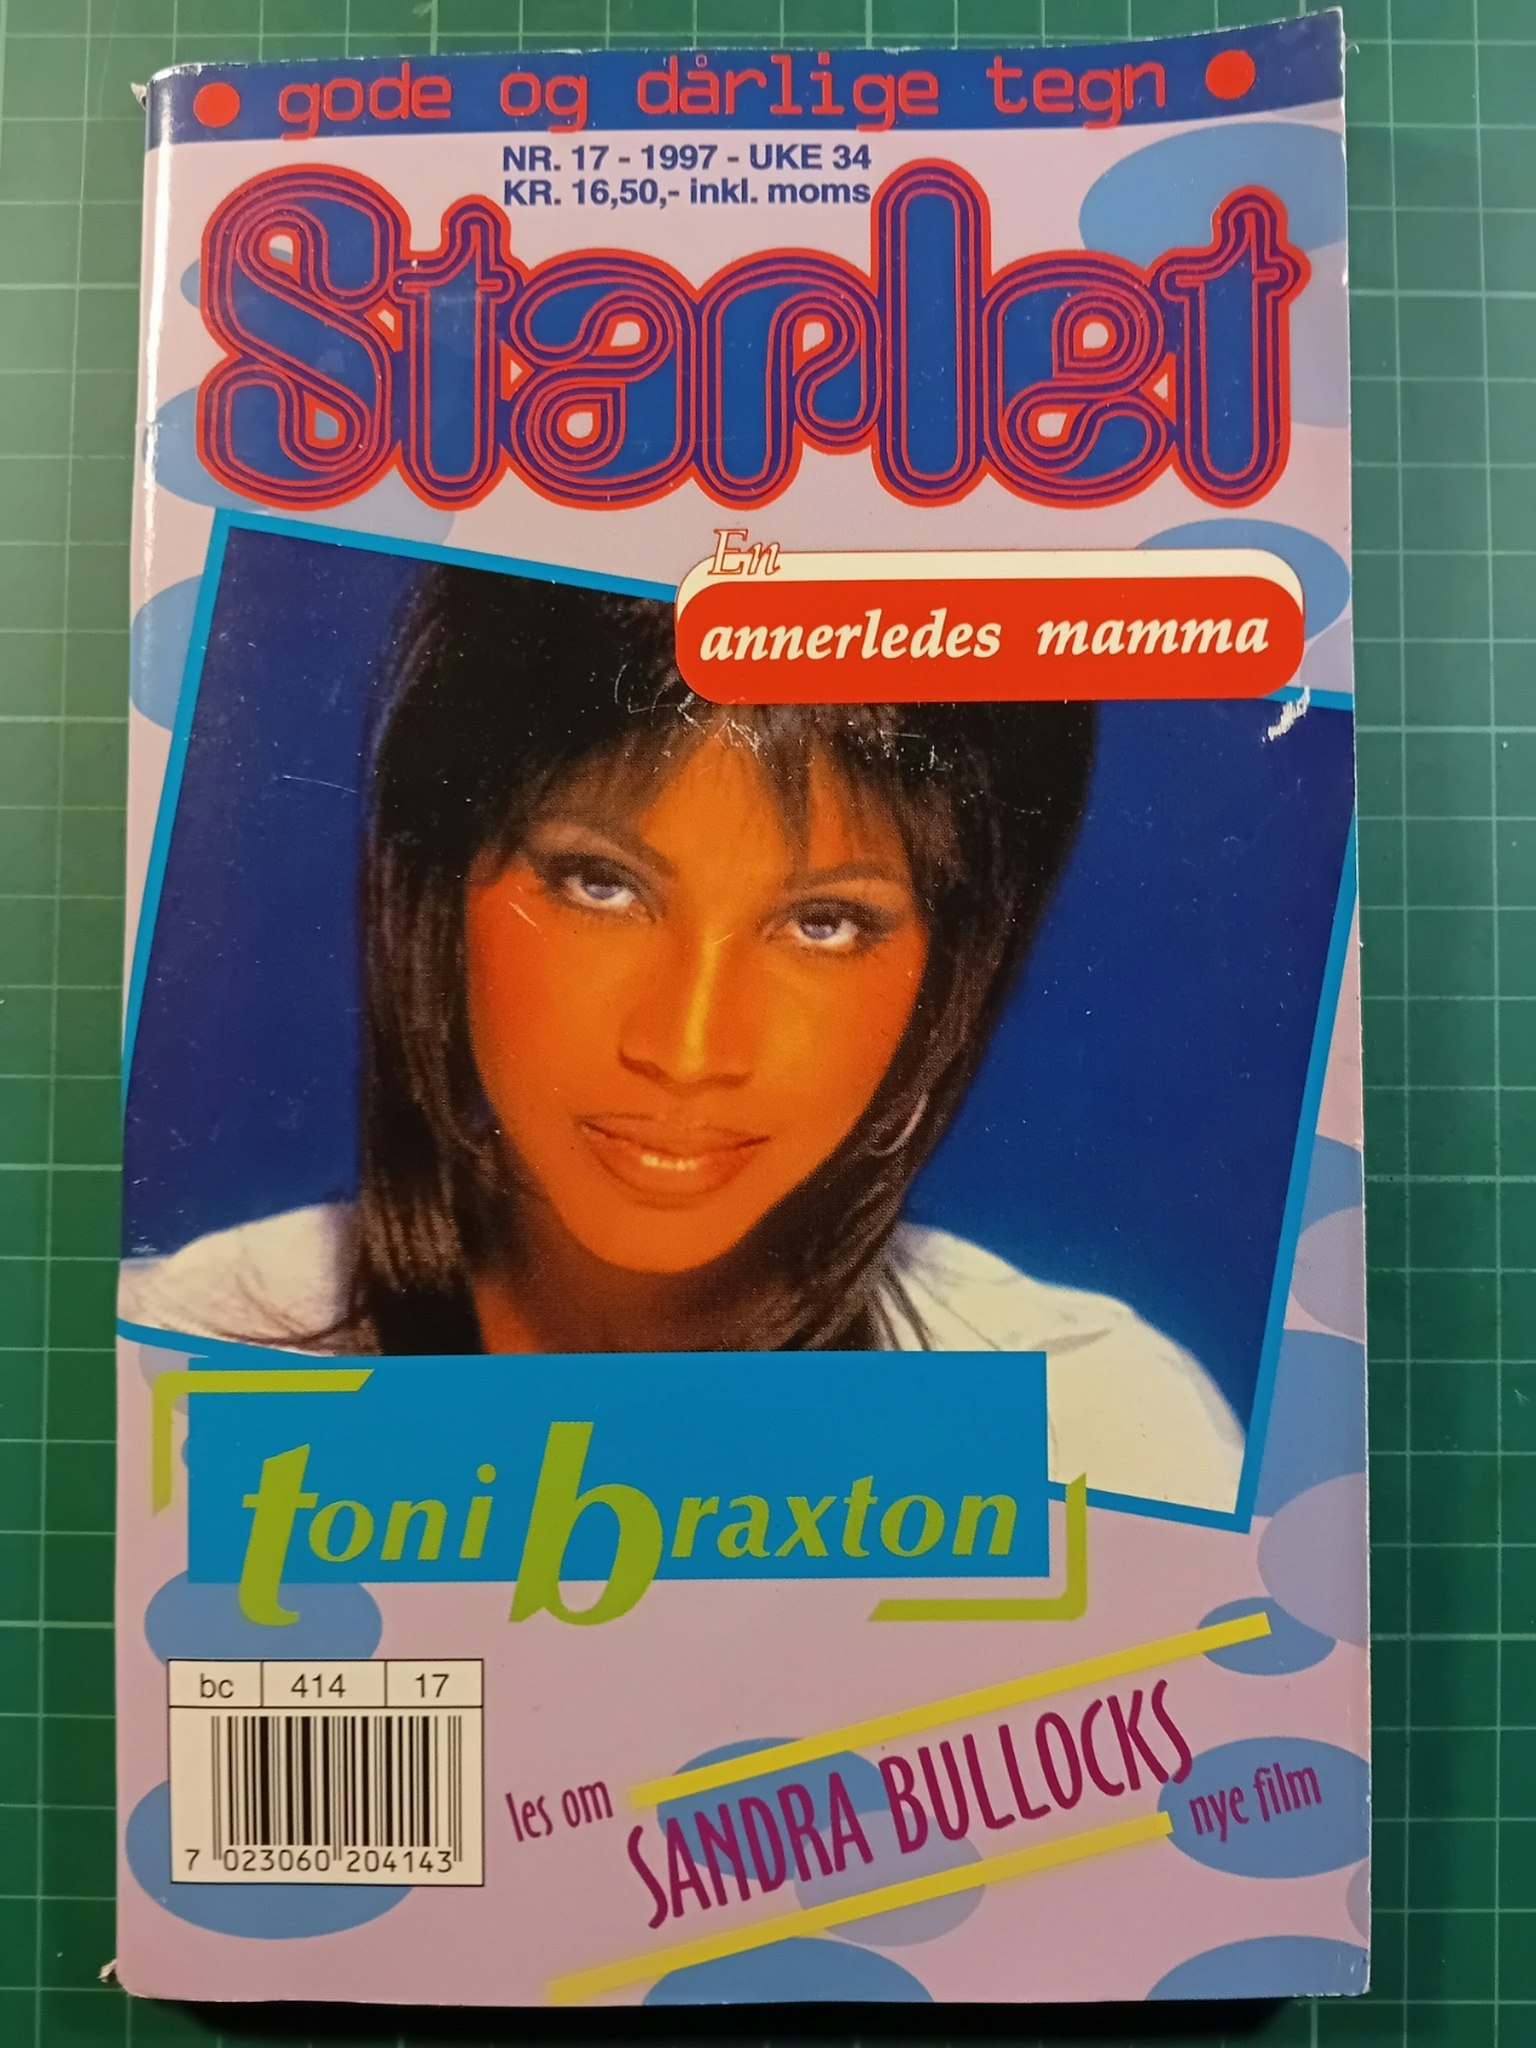 • gode og dårlige tegn •
NR. 17 - 1997 - UKE 34
KR. 16,50,- inkl. moms
Starlet
En
annerledes mamma
toni braxton
bc 414 17
7 023060 204143
les om
SANDRA BULLOCKS
nye film